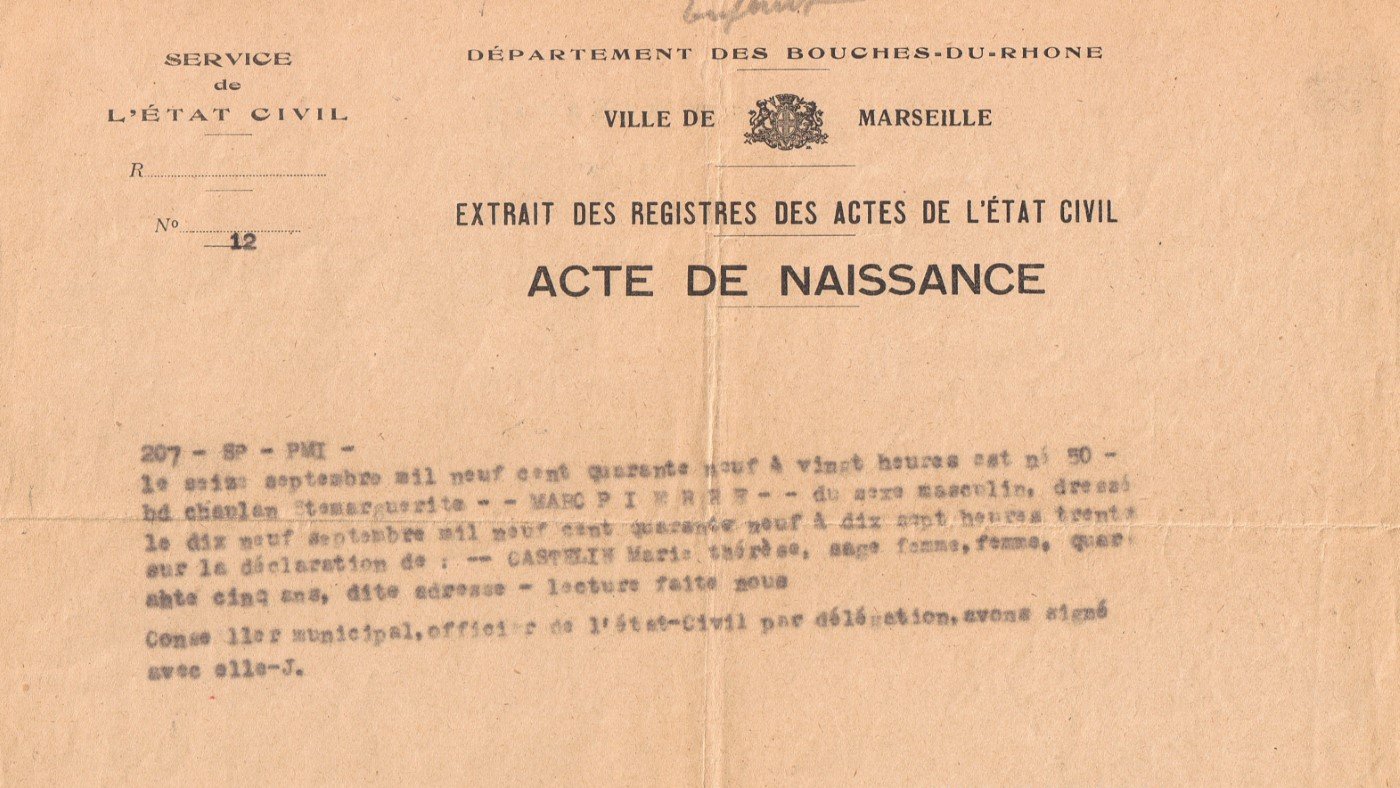 SERVICE
de
L'ÉTAT CIVIL
R
No
12
DÉPARTEMENT DES BOUCHES-DU-RHONE
VILLE DE MARSEILLE
EXTRAIT DES REGISTRES DES ACTES DE L'ÉTAT CIVIL
ACTE DE NAISSANCE
207 - SP - PMI -
le seize septembre mil neuf cent quarante neuf à vingt heures est né 50 -
bd chanlan Stemarguerite - - MARC P I E R R E - - du sexe masculin, dressé
le dix neuf septembre mil neuf cent quarante neuf à dix sept heures trente
sur la déclaration de : -- CASTELIN Marie thérèse, sage femme, femme, quar-
ahte cinq ans, dite adresse - lecture faite nous
Conse ller municipal, officier de l'état-Civil par délégation, avons signé
avec elle-J.